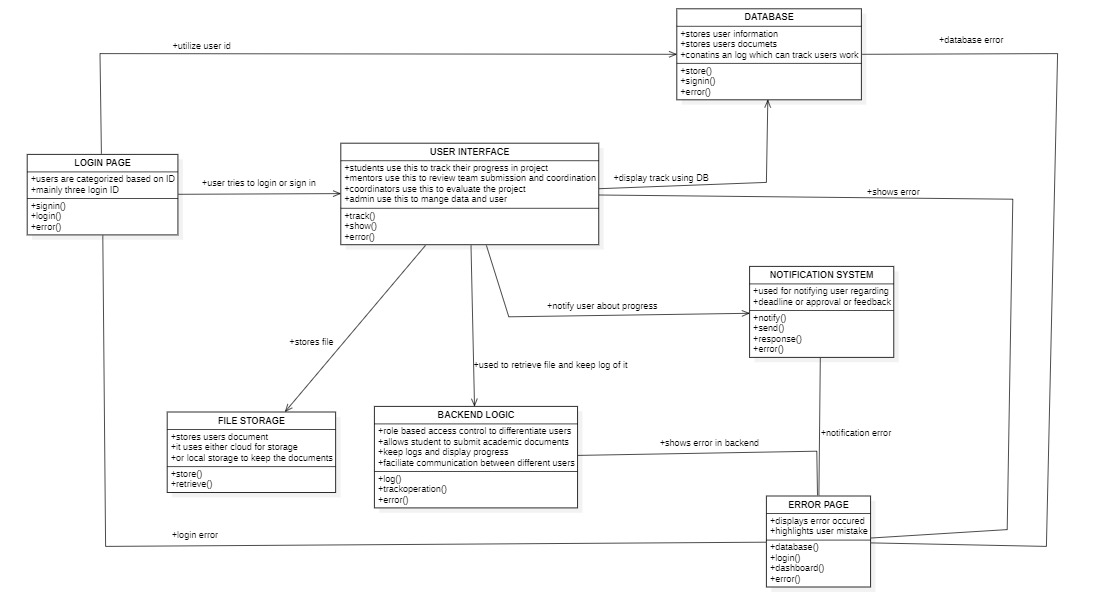 DATABASE
+stores user information
+stores users documets
+conatins an log which can track users work
+store()
+signin()
+error()
+utilize user id
+database error
LOGIN PAGE
+users are categorized based on ID
+mainly three login ID
+signin()
+login()
+error()
+user tries to login or sign in
USER INTERFACE
+students use this to track their progress in project
+mentors use this to review team submission and coordination
+coordinators use this to evaluate the project
+admin use this to mange data and user
+track()
+show()
+error()
+display track using DB
+shows error
NOTIFICATION SYSTEM
+used for notifying user regarding
+deadline or approval or feedback
+notify()
+send()
+response()
+error()
+notify user about progress
+stores file
+used to retrieve file and keep log of it
FILE STORAGE
+stores users document
+it uses either cloud for storage
+or local storage to keep the documents
+store()
+retrieve()
BACKEND LOGIC
+role based access control to differentiate users
+allows student to submit academic documents
+keep logs and display progress
+faciliate communication between different users
+log()
+trackoperation()
+error()
+shows error in backend
+notification error
ERROR PAGE
+displays error occured
+highlights user mistake
+database()
+login()
+dashboard()
+error()
+login error